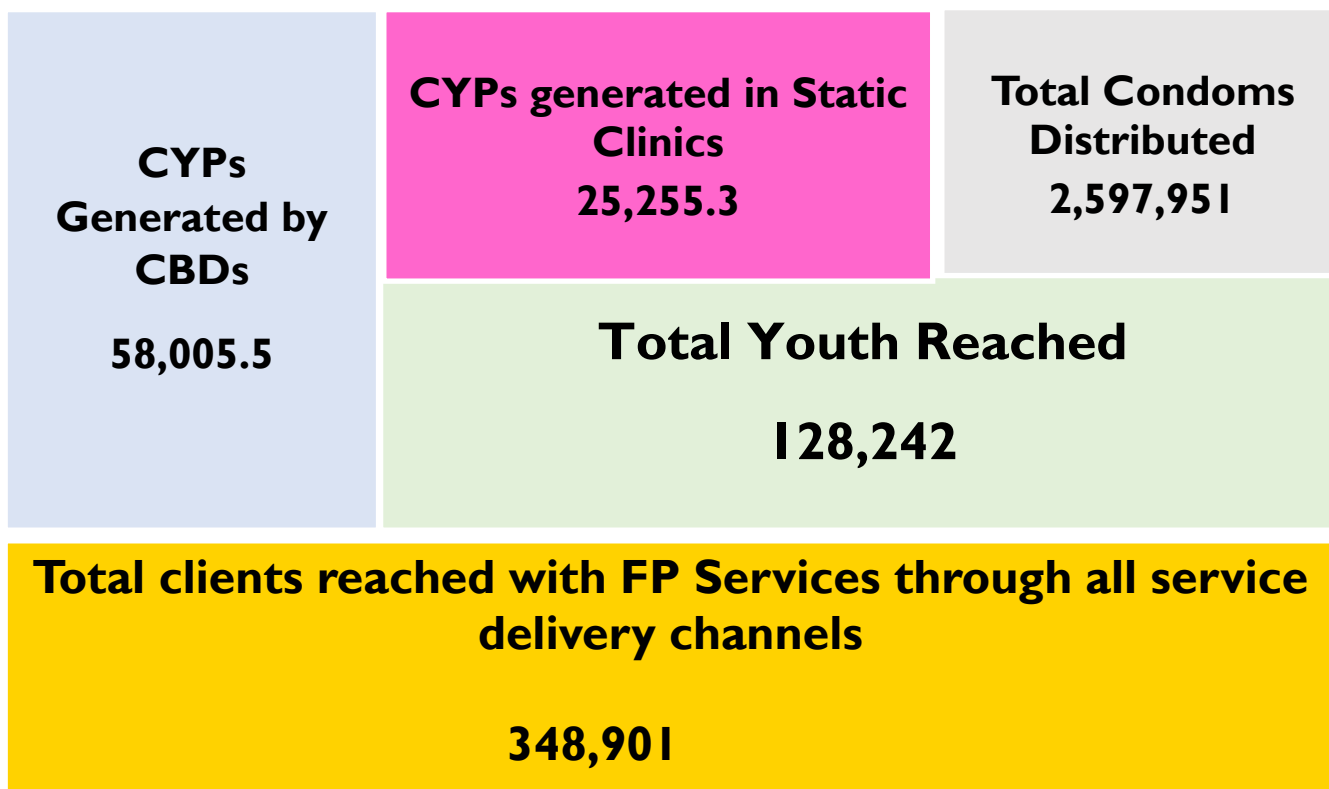 CYPs
Generated by
CBDs
58,005.5
CYPs generated in Static
Clinics
25,255.3
Total Condoms
Distributed
2,597,951
Total Youth Reached
128,242
Total clients reached with FP Services through all service
delivery channels
348,901